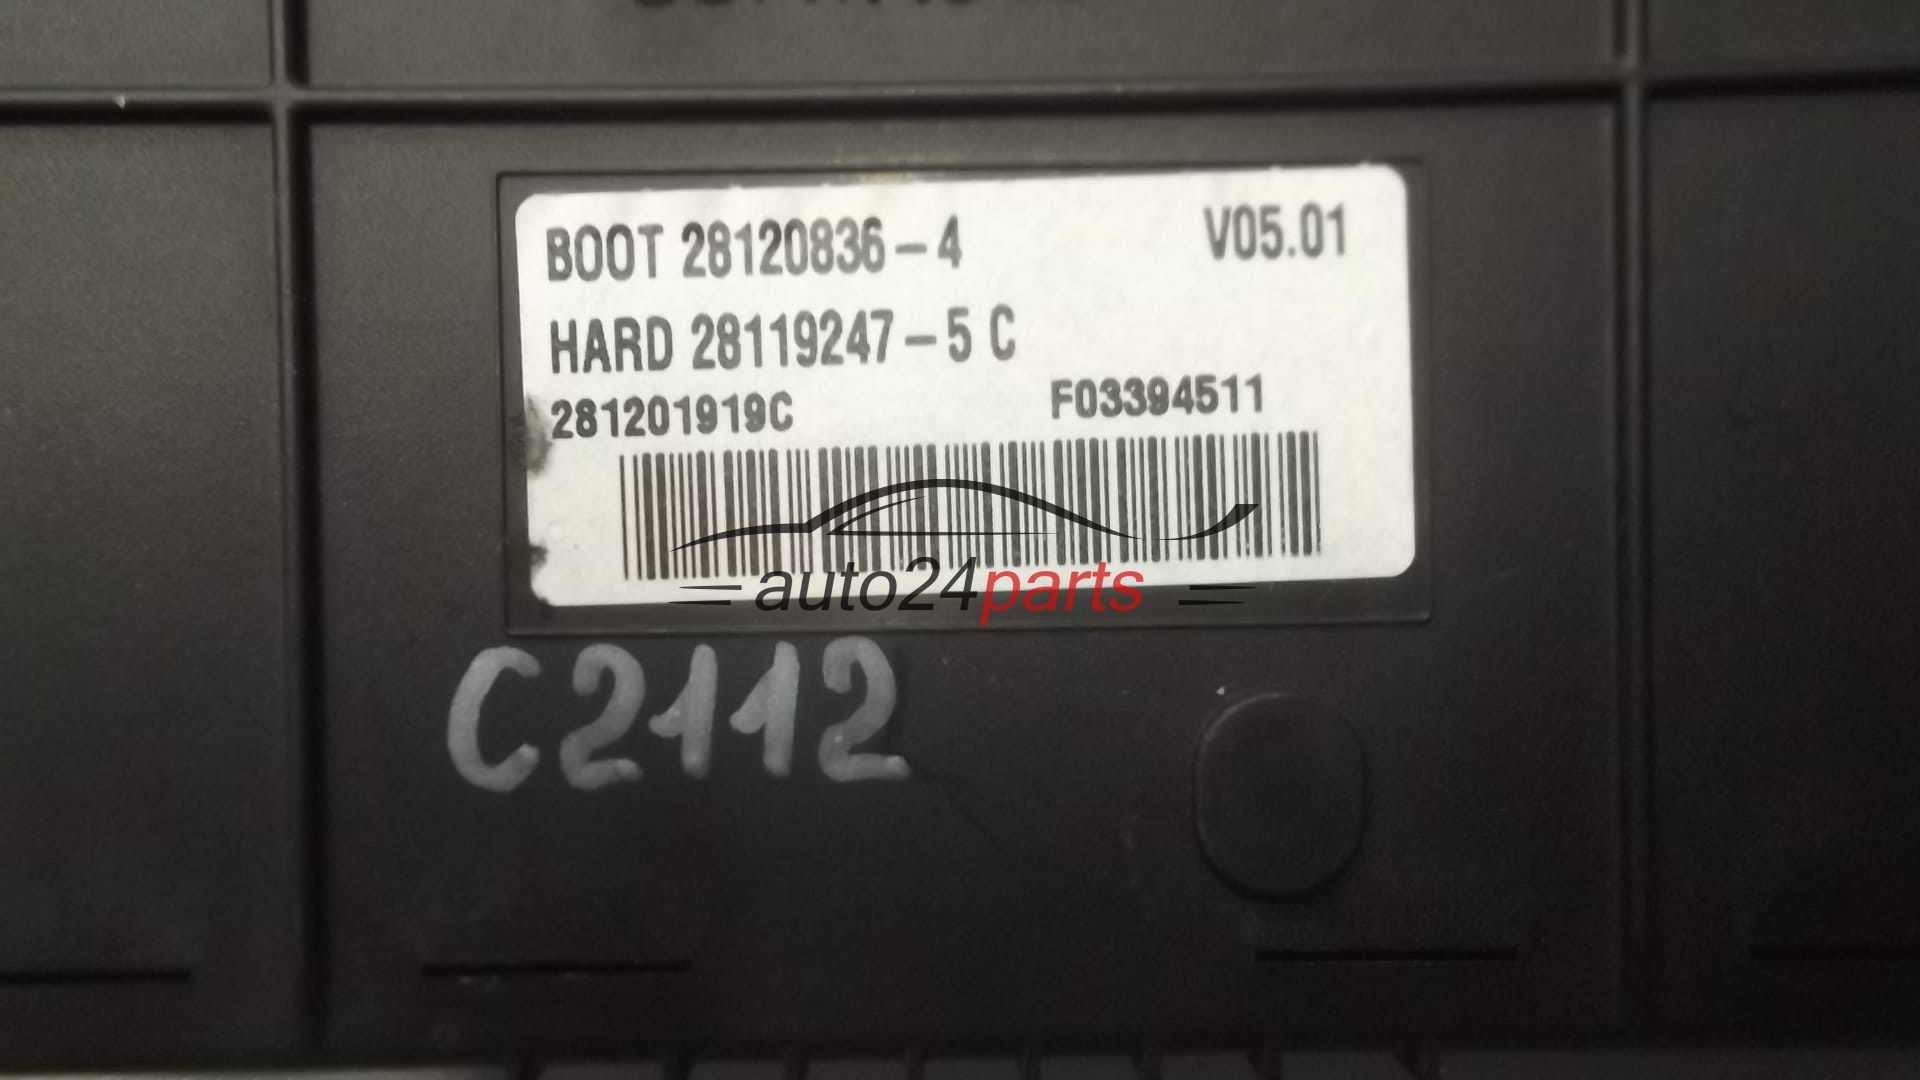 BOOT 28120836-4 V05.01
HARD 28119247-5 C
281201919C F03394511
auto24parts
C2112